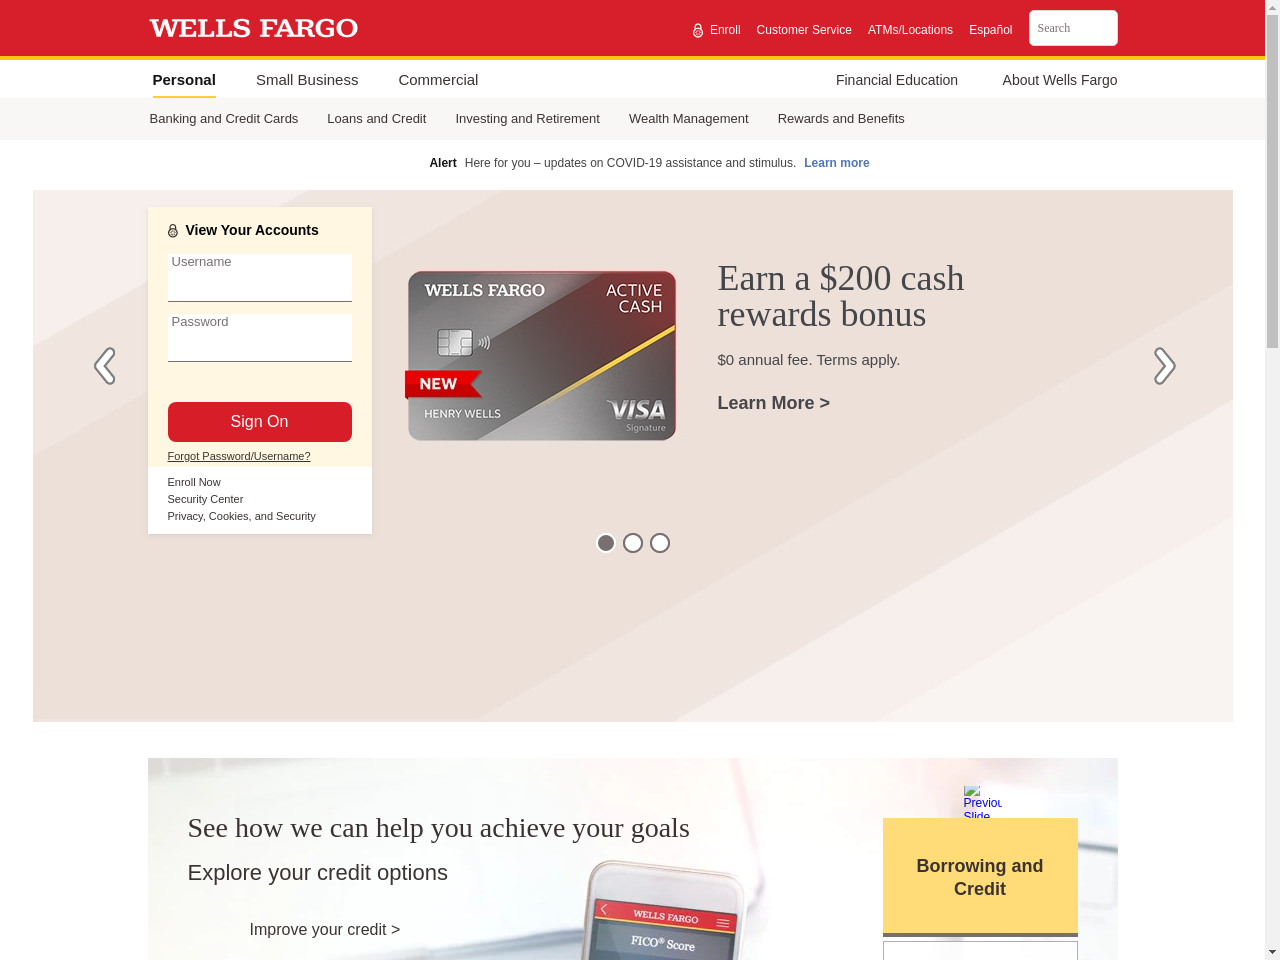 WELLS FARGO
Enroll
Customer Service
ATMs/Locations
Español
Search
Personal
Small Business
Commercial
Financial Education
About Wells Fargo
Banking and Credit Cards
Loans and Credit
Investing and Retirement
Wealth Management
Rewards and Benefits
Alert Here for you – updates on COVID-19 assistance and stimulus. Learn more
View Your Accounts
Username
Password
Sign On
Forgot Password/Username?
Enroll Now
Security Center
Privacy, Cookies, and Security
WELLS FARGO
ACTIVE
CASH
NEW
HENRY WELLS
VISA
Signature
Earn a $200 cash
rewards bonus
$0 annual fee. Terms apply.
Learn More >
See how we can help you achieve your goals
Explore your credit options
Improve your credit >
WELLS FARGO
FICO® Score
Previou
Slide
Borrowing and
Credit